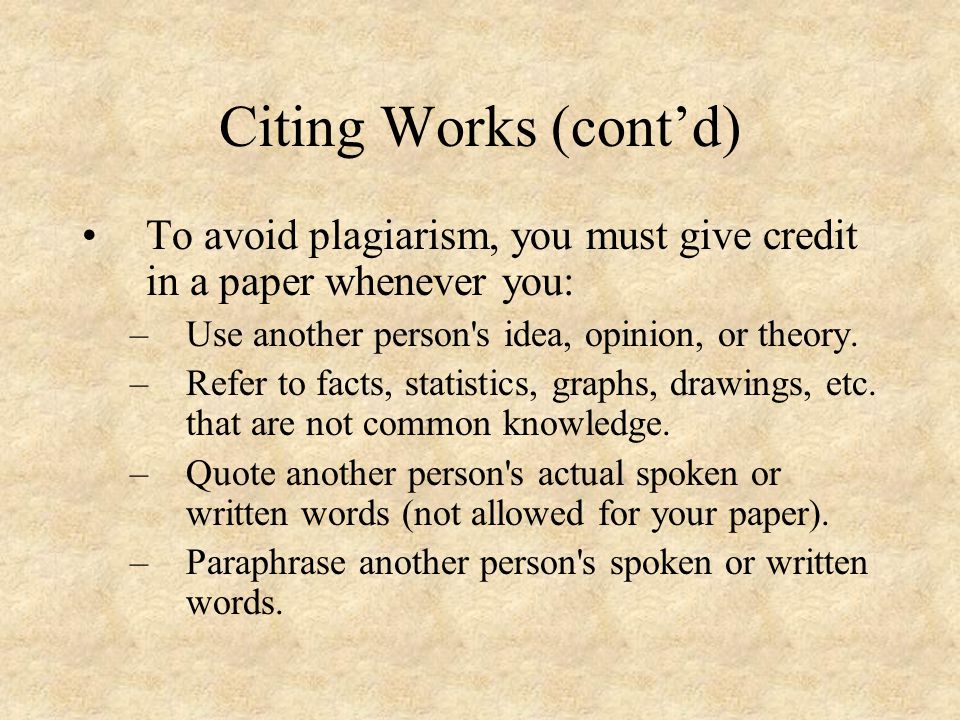 Citing Works (cont’d)
• To avoid plagiarism, you must give credit
in a paper whenever you:
– Use another person's idea, opinion, or theory.
– Refer to facts, statistics, graphs, drawings, etc.
that are not common knowledge.
– Quote another person's actual spoken or
written words (not allowed for your paper).
– Paraphrase another person's spoken or written
words.